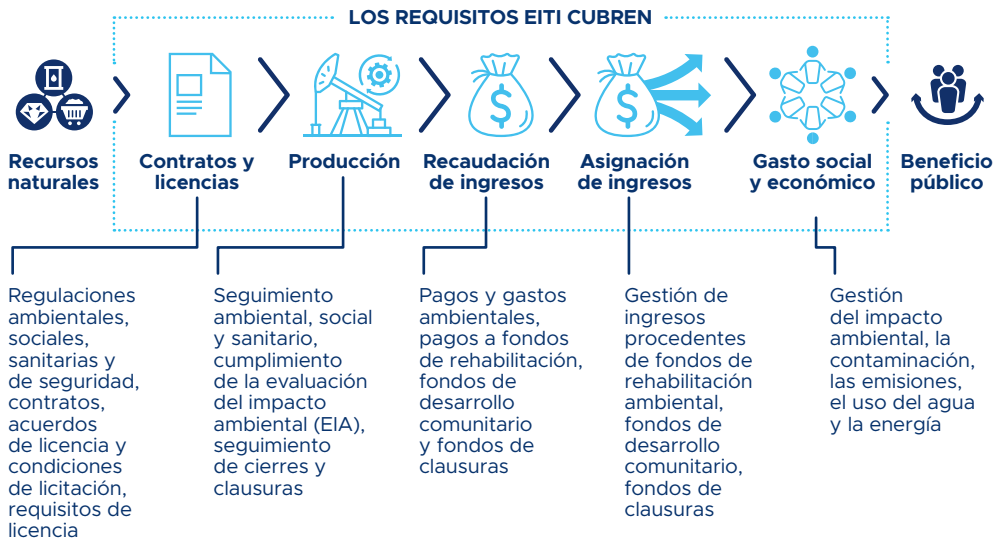 LOS REQUISITOS EITI CUBREN
Recursos
naturales
Contratos y
licencias
Producción
Recaudación
de ingresos
Asignación
de ingresos
Gasto social
y económico
Beneficio
público
Regulaciones
ambientales,
sociales,
sanitarias y
de seguridad,
contratos,
acuerdos
de licencia y
condiciones
de licitación,
requisitos de
licencia
Seguimiento
ambiental, social
y sanitario,
cumplimiento
de la evaluación
del impacto
ambiental (EIA),
seguimiento
de cierres y
clausuras
Pagos y gastos
ambientales,
pagos a fondos
de rehabilitación,
fondos de
desarrollo
comunitario
y fondos de
clausuras
Gestión de
ingresos
procedentes
de fondos de
rehabilitación
ambiental,
fondos de
desarrollo
comunitario,
fondos de
clausuras
Gestión
del impacto
ambiental, la
contaminación,
las emisiones,
el uso del agua
y la energía